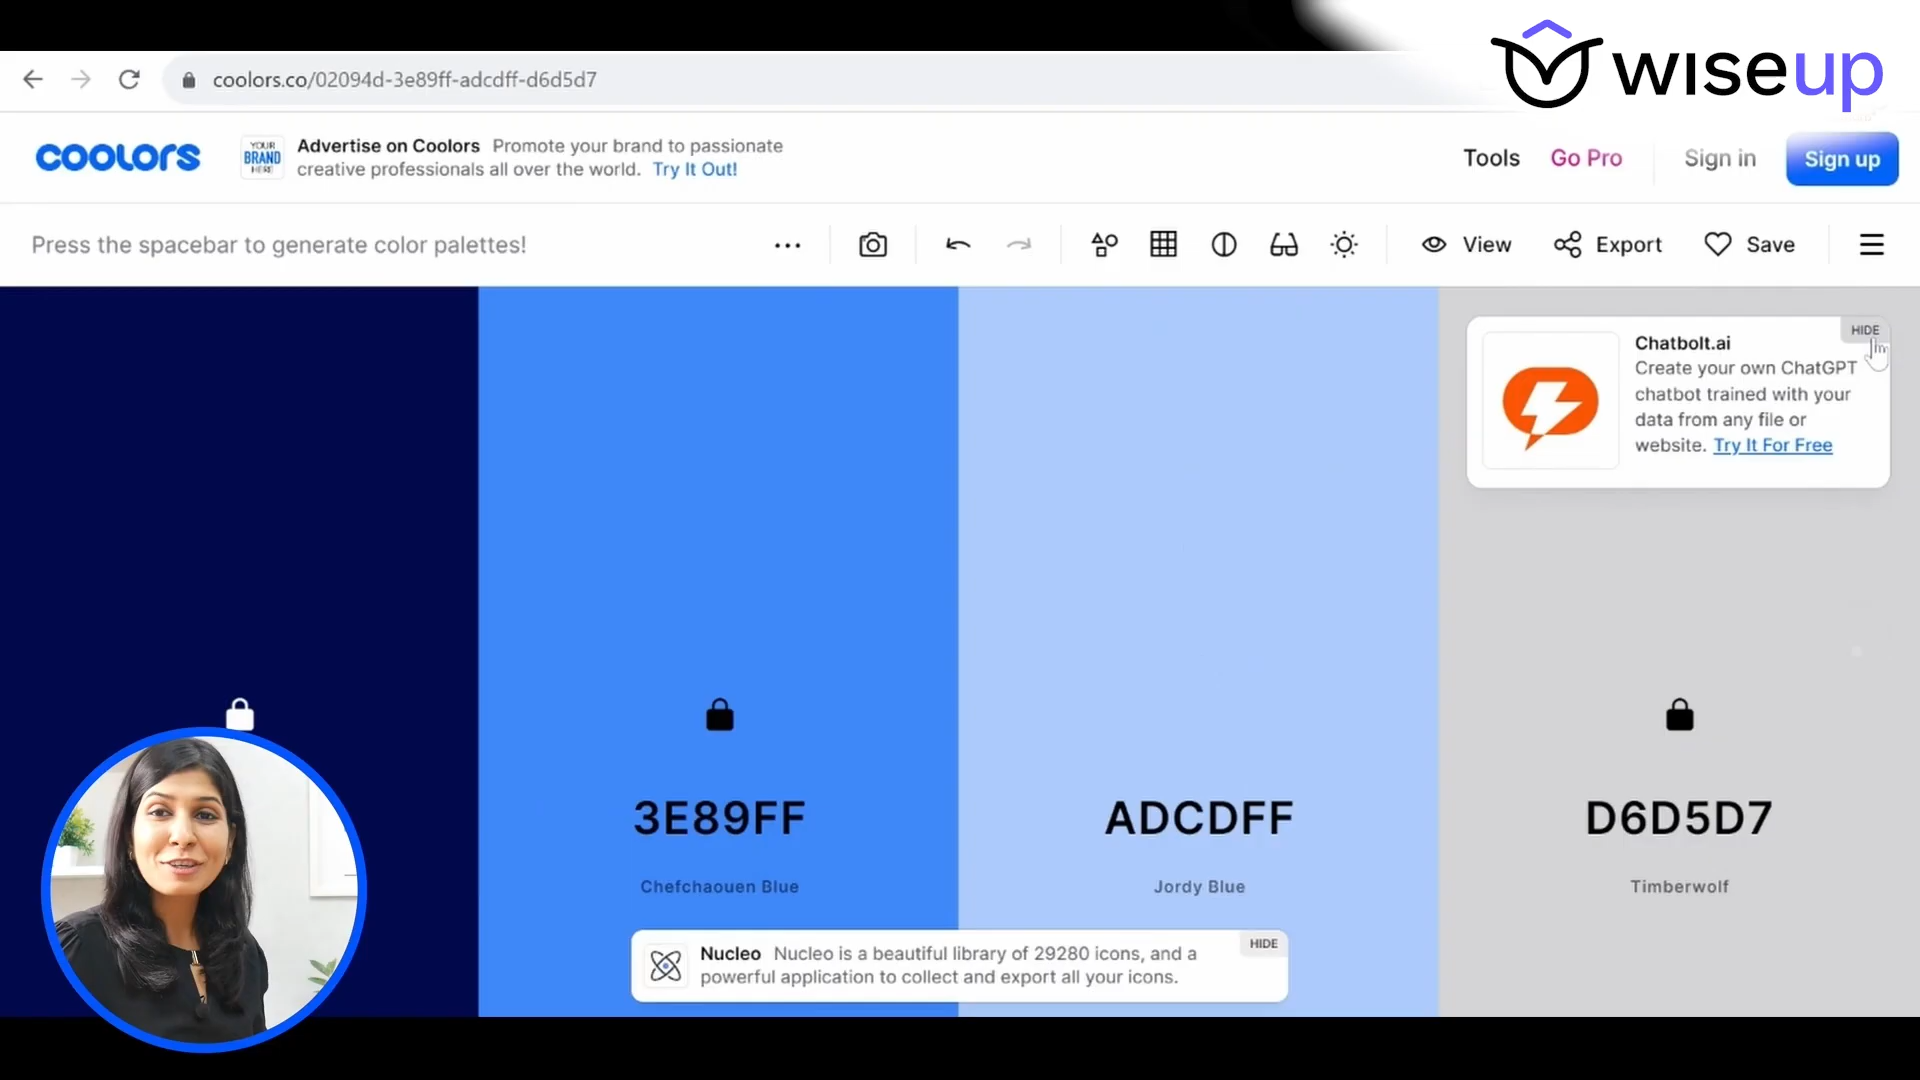 wiseup
coolors.co/02094d-3e89ff-adcdff-d6d5d7
coolors
YOUR
BRAND
HERE
Advertise on Coolors Promote your brand to passionate
creative professionals all over the world. Try It Out!
Tools
Go Pro
Sign in
Sign up
Press the spacebar to generate color palettes!
View
Export
Save
HIDE
Chatbolt.ai
Create your own ChatGPT
chatbot trained with your
data from any file or
website. Try It For Free
3E89FF
ADCDFF
D6D5D7
Chefchaouen Blue
Jordy Blue
Timberwolf
Nucleo Nucleo is a beautiful library of 29280 icons, and a
powerful application to collect and export all your icons.
HIDE